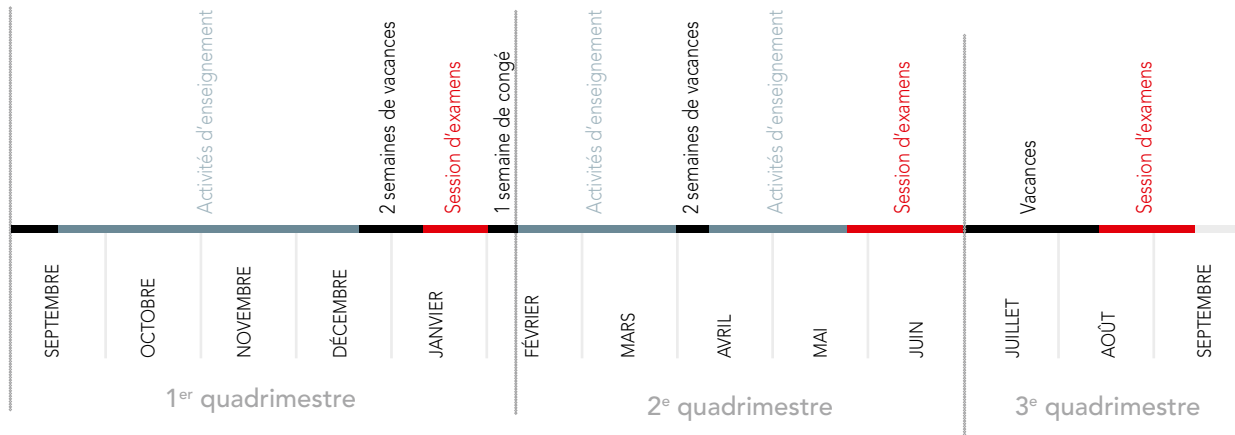 Activités d'enseignement
2 semaines de vacances
Session d'examens
1 semaine de congé
Activités d'enseignement
2 semaines de vacances
Activités d'enseignement
Session d'examens
Vacances
Session d'examens
SEPTEMBRE
OCTOBRE
NOVEMBRE
DÉCEMBRE
JANVIER
FÉVRIER
MARS
AVRIL
MAI
JUIN
JUILLET
AOÛT
SEPTEMBRE
1er quadrimestre
2e quadrimestre
3e quadrimestre